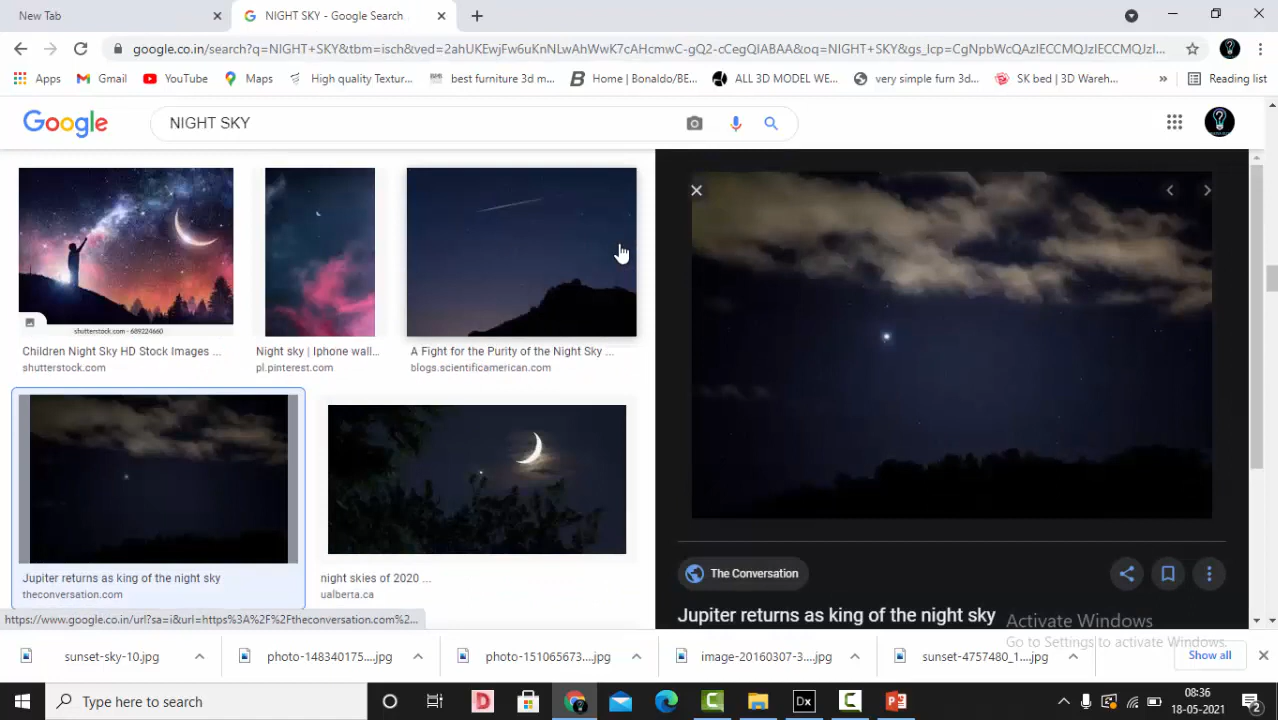 New Tab
NIGHT SKY - Google Search
google.co.in/search?q=NIGHT+SKY&tbm=isch&ved=2ahUKEwjFw6uKnNLwAhWwK7cAHcmwC-gQ2-cCegQIABAA&oq=NIGHT+SKY&gs_lcp=CgNpbWcQAzIECCMQJzIECCMQJzI...
Apps
Gmail
YouTube
Maps
High quality Textur...
best furniture 3d m...
Home | Bonaldo/BE...
ALL 3D MODEL WE...
very simple furn 3d...
SK bed | 3D Wareh...
»
Reading list
Google
NIGHT SKY
shutterstock.com - 689224660
Children Night Sky HD Stock Images ...
shutterstock.com
Night sky | Iphone wall...
pl.pinterest.com
A Fight for the Purity of the Night Sky ...
blogs.scientificamerican.com
Jupiter returns as king of the night sky
theconversation.com
night skies of 2020 ...
ualberta.ca
The Conversation
Jupiter returns as king of the night sky
Activate Windows
Go to Settings to activate Windows.
https://www.google.co.in/url?sa=i&url=https%3A%2F%2Ftheconversation.com%2...
sunset-sky-10.jpg
photo-148340175....jpg
photo-151065673....jpg
image-20160307-3....jpg
sunset-4757480_1....jpg
Show all
Type here to search
Dx
08:36
18-05-2021
2